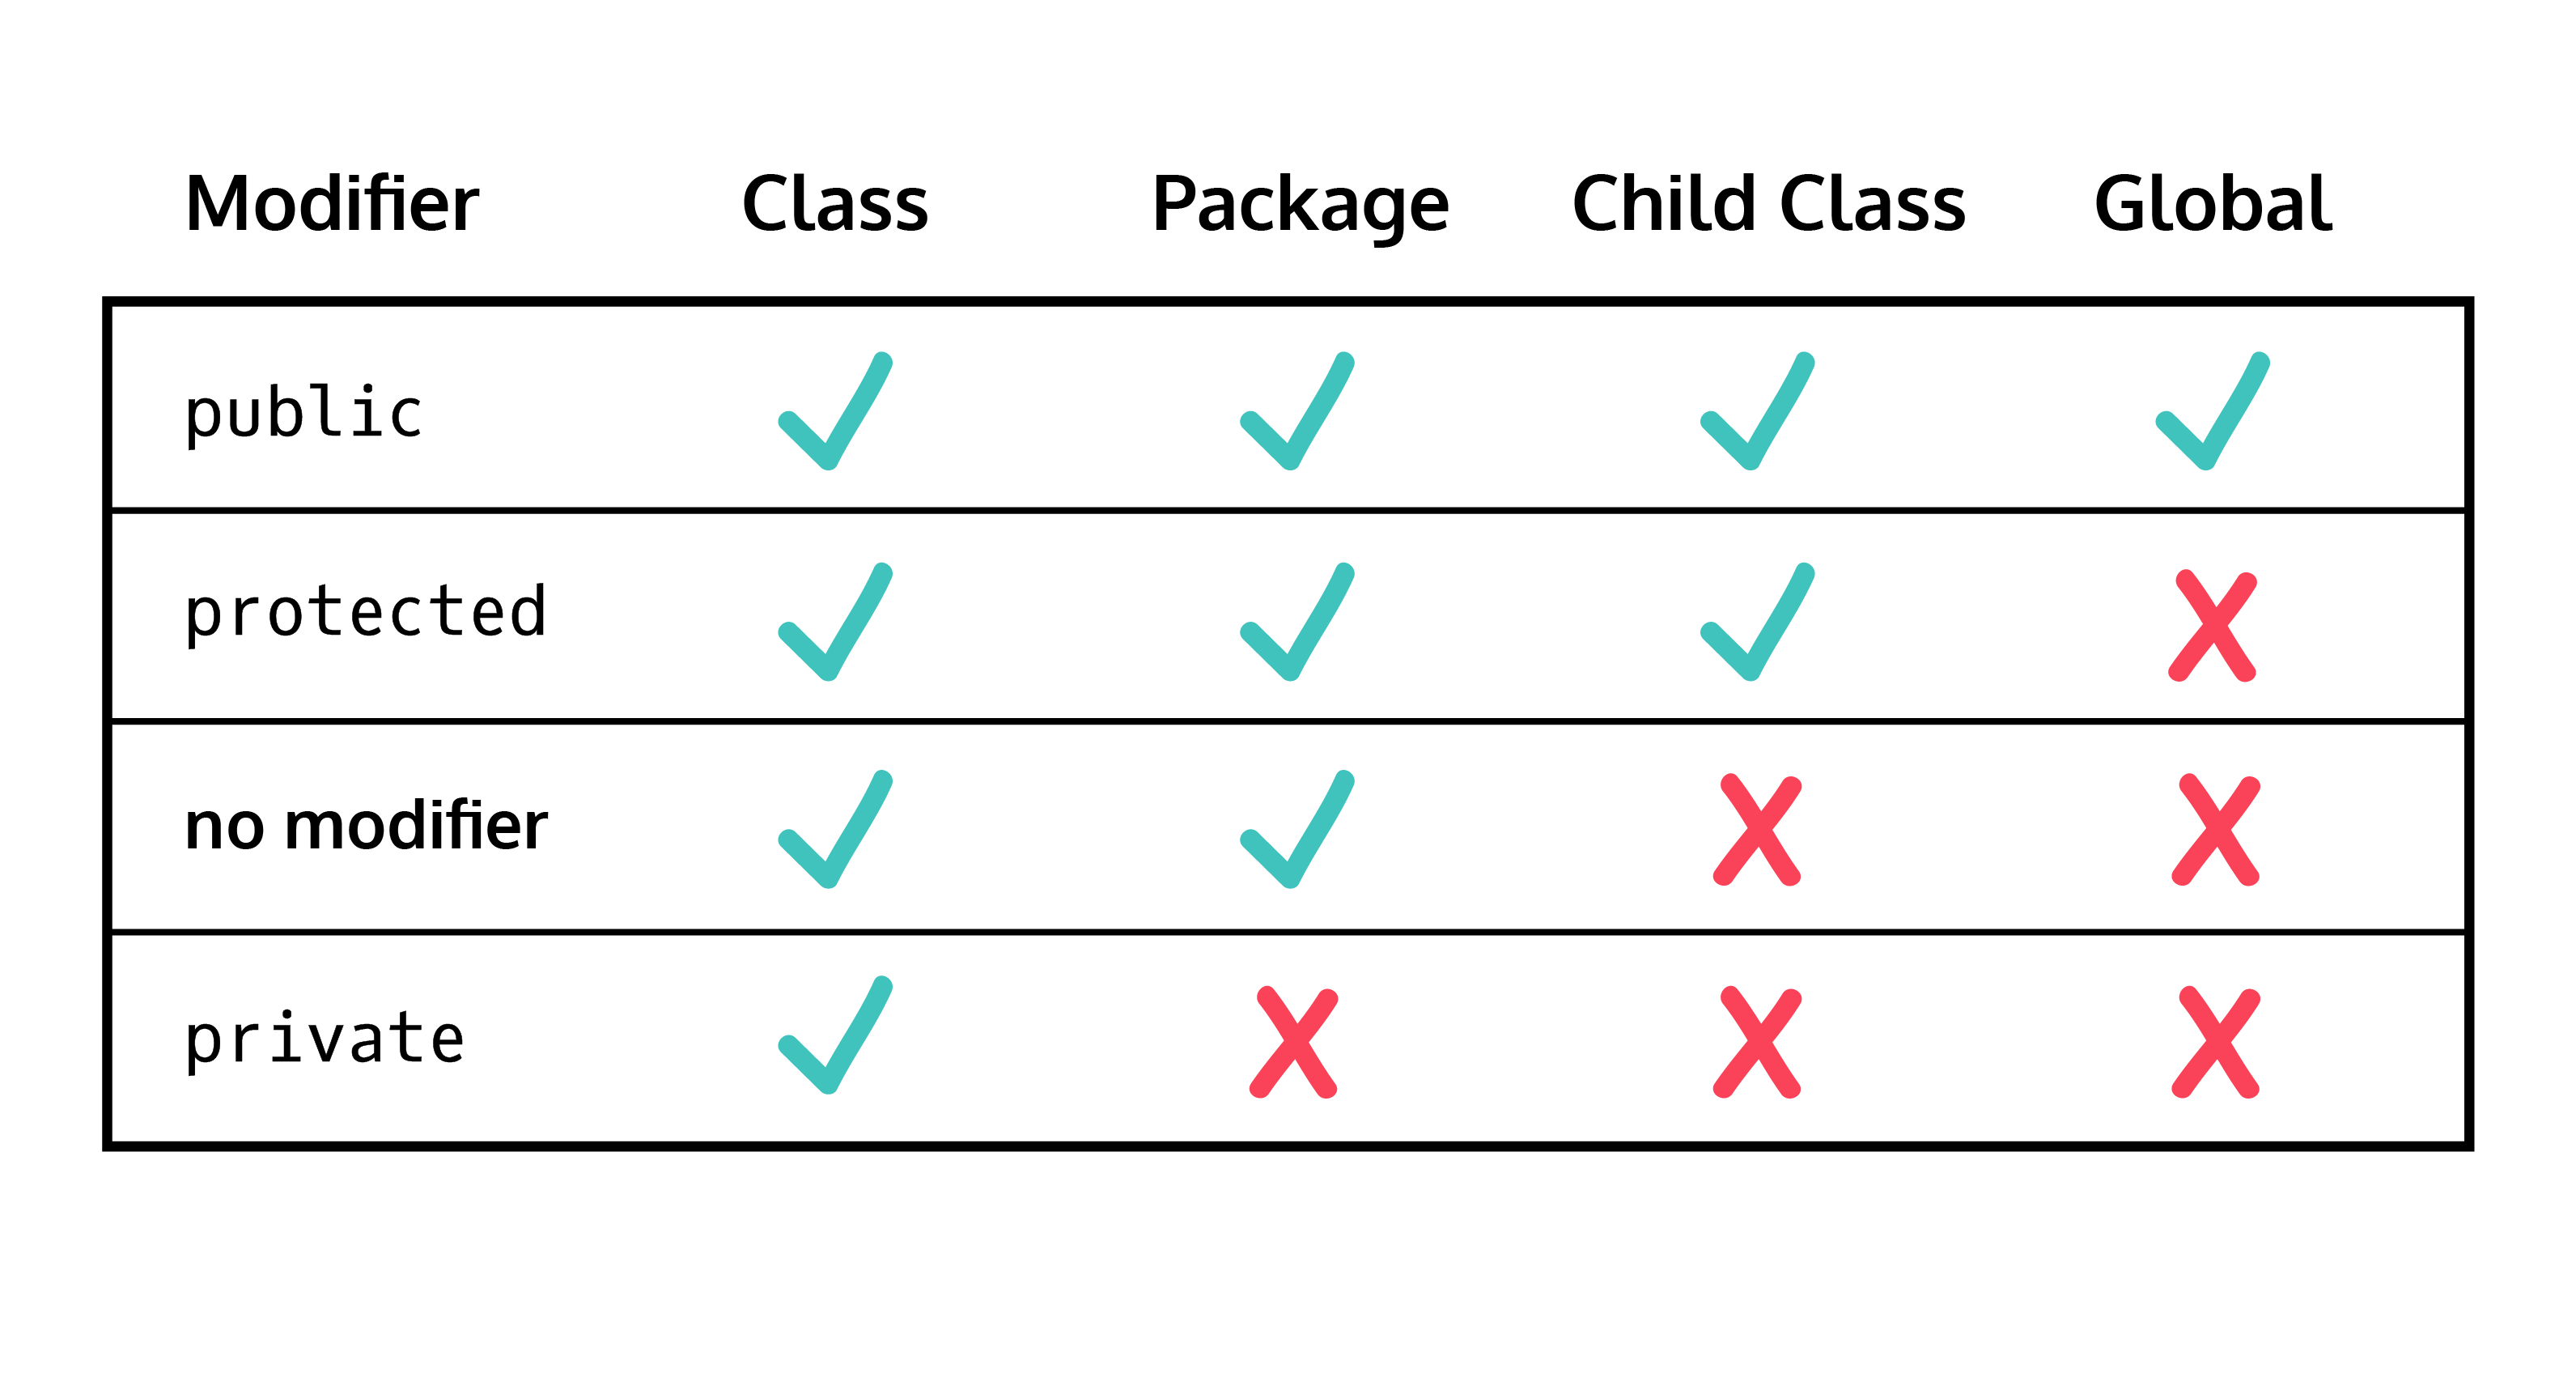 Modifier Class Package Child Class Global
public
protected
no modifier
private